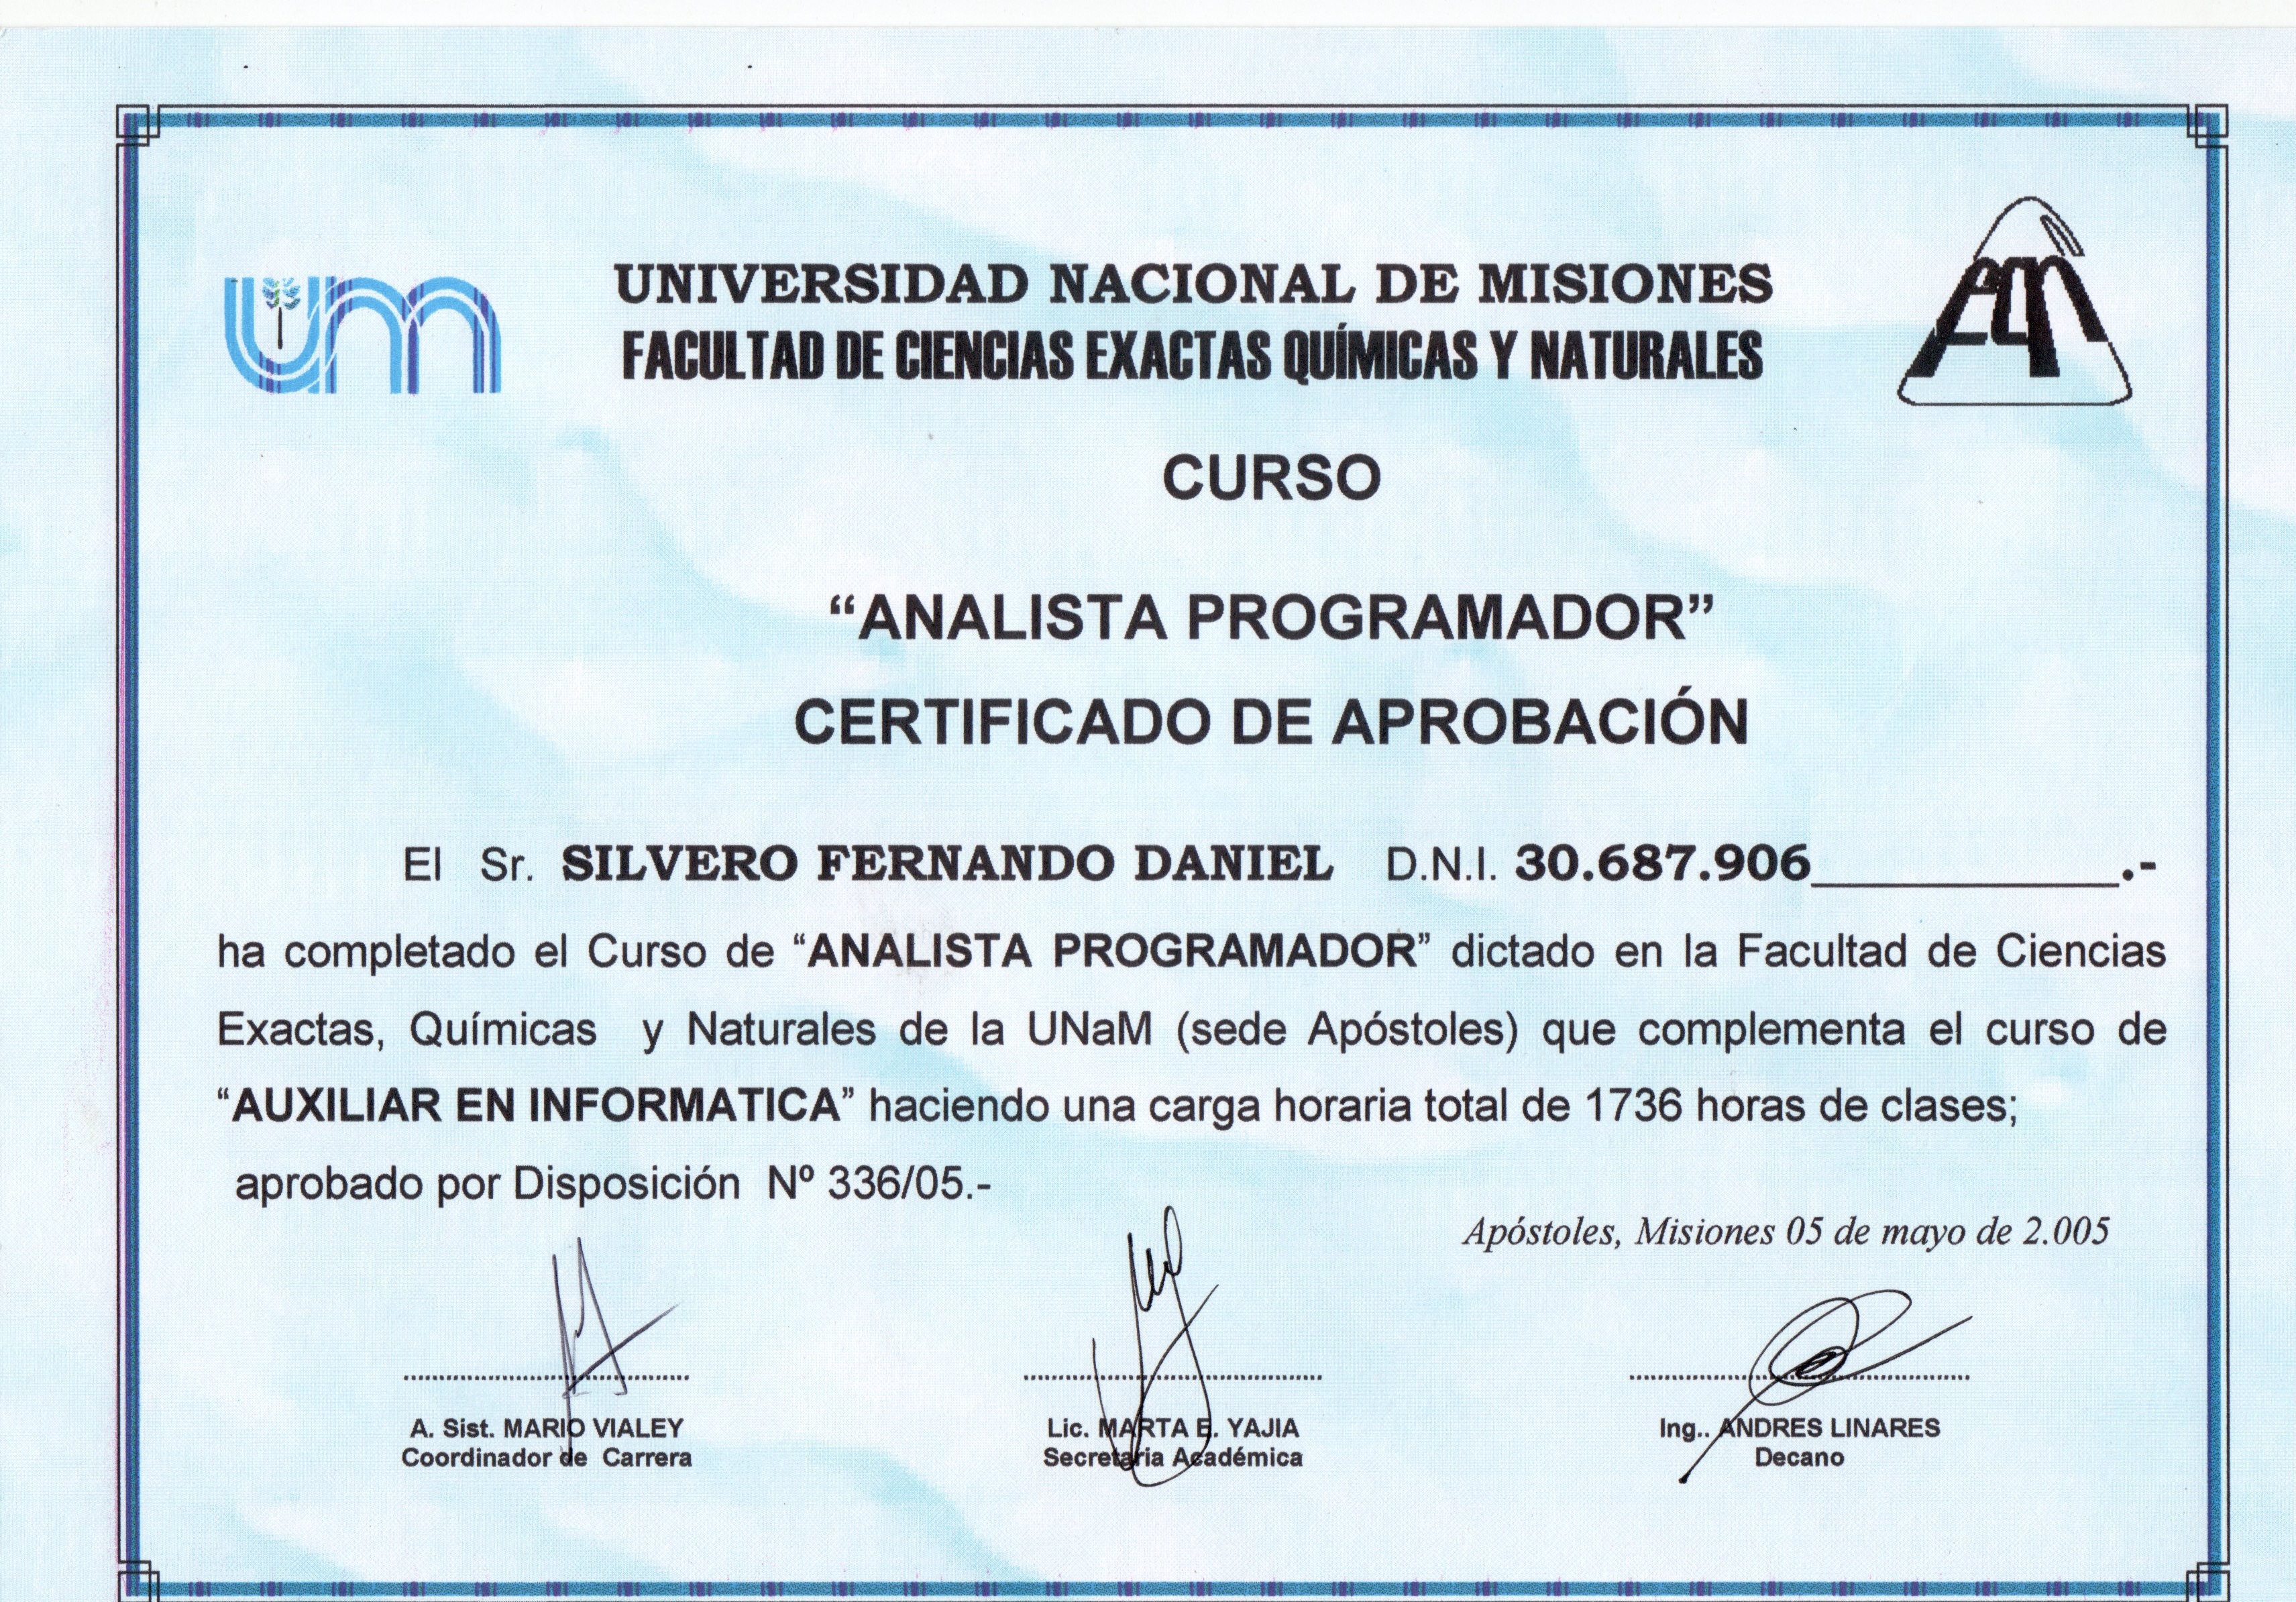 um
UNIVERSIDAD NACIONAL DE MISIONES
FACULTAD DE CIENCIAS EXACTAS QUÍMICAS Y NATURALES
CURSO
“ANALISTA PROGRAMADOR”
CERTIFICADO DE APROBACIÓN
El Sr. SILVERO FERNANDO DANIEL D.N.I. 30.687.906____________.-
ha completado el Curso de “ANALISTA PROGRAMADOR” dictado en la Facultad de Ciencias
Exactas, Químicas y Naturales de la UNaM (sede Apóstoles) que complementa el curso de
“AUXILIAR EN INFORMATICA” haciendo una carga horaria total de 1736 horas de clases;
aprobado por Disposición Nº 336/05.-
Apóstoles, Misiones 05 de mayo de 2.005
A. Sist. MARIO VIALEY
Coordinador de Carrera
Lic. MARTA E. YAJIA
Secretaria Académica
Ing.. ANDRES LINARES
Decano